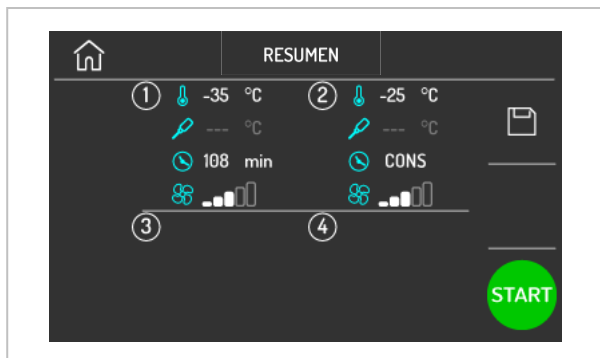 RESUMEN
1 -35 °C 2 -25 °C
--- °C --- °C
108 min CONS
3 4
START